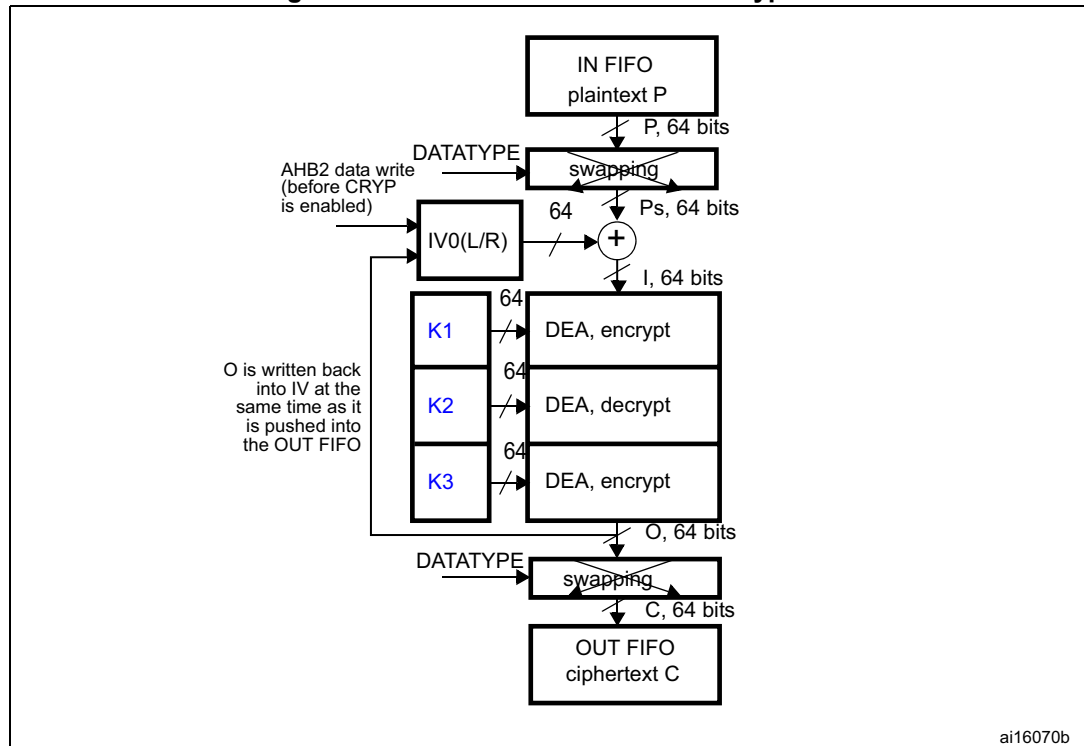 IN FIFO
plaintext P
P, 64 bits
DATATYPE
swapping
AHB2 data write
(before CRYP
is enabled)
Ps, 64 bits
64
IV0(L/R)
+
I, 64 bits
64
K1
DEA, encrypt
O is written back
into IV at the
same time as it
is pushed into
the OUT FIFO
64
K2
DEA, decrypt
64
K3
DEA, encrypt
O, 64 bits
DATATYPE
swapping
C, 64 bits
OUT FIFO
ciphertext C
ai16070b